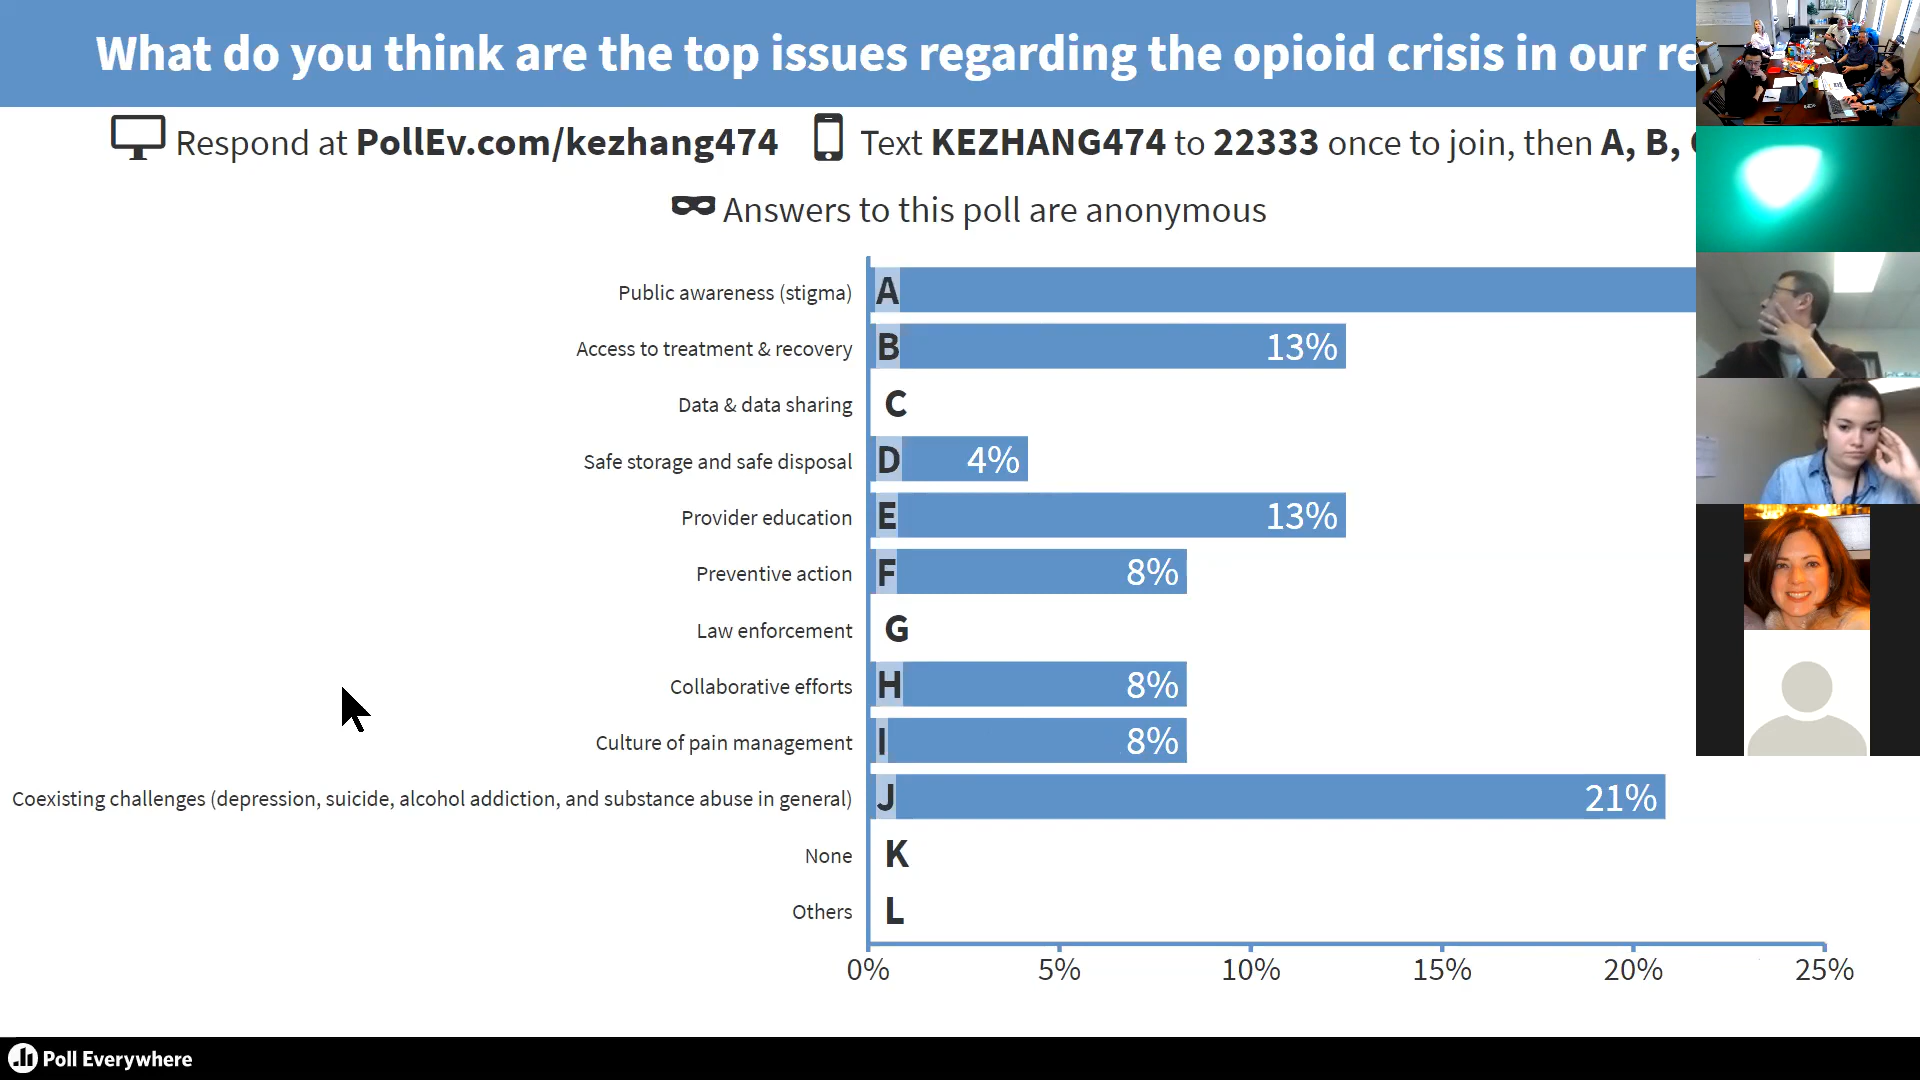 What do you think are the top issues regarding the opioid crisis in our re
Respond at PollEv.com/kezhang474 Text KEZHANG474 to 22333 once to join, then A, B,
Answers to this poll are anonymous
Public awareness (stigma) A
Access to treatment & recovery B 13%
Data & data sharing C
Safe storage and safe disposal D 4%
Provider education E 13%
Preventive action F 8%
Law enforcement G
Collaborative efforts H 8%
Culture of pain management I 8%
Coexisting challenges (depression, suicide, alcohol addiction, and substance abuse in general) J 21%
None K
Others L
0% 5% 10% 15% 20% 25%
Poll Everywhere